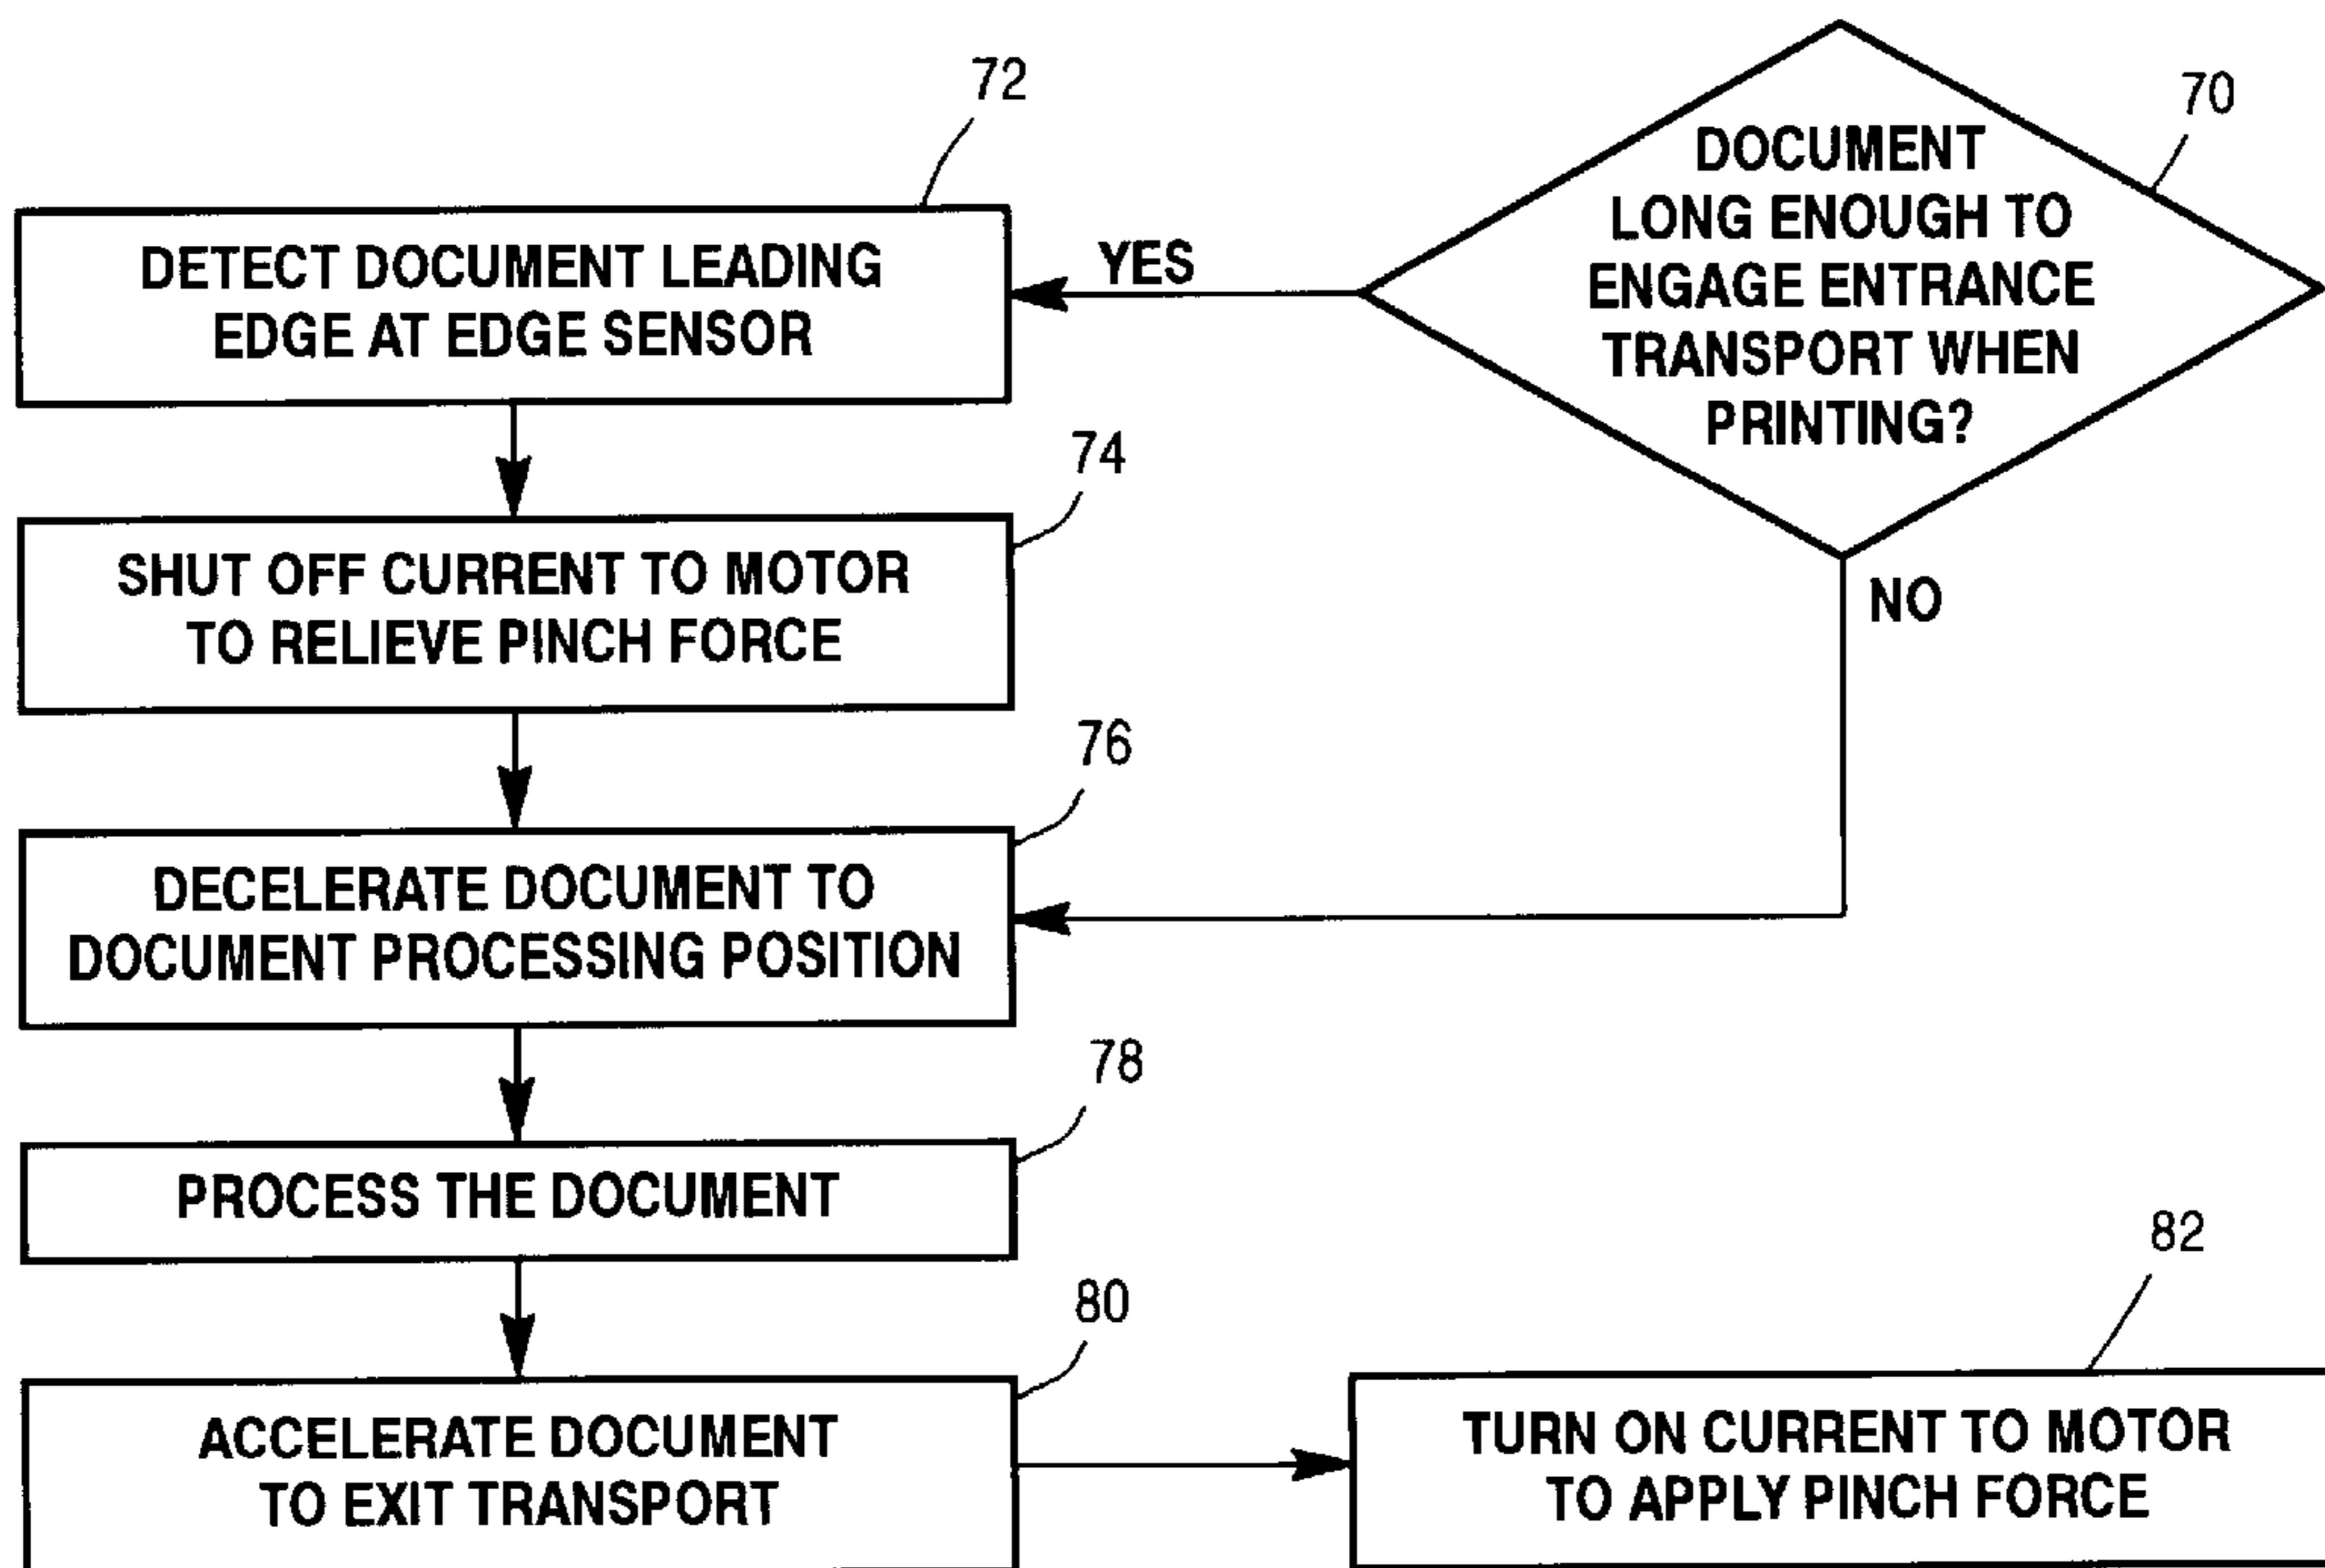 70
DOCUMENT
LONG ENOUGH TO
ENGAGE ENTRANCE
TRANSPORT WHEN
PRINTING?
YES
NO
72
DETECT DOCUMENT LEADING
EDGE AT EDGE SENSOR
74
SHUT OFF CURRENT TO MOTOR
TO RELIEVE PINCH FORCE
76
DECELERATE DOCUMENT TO
DOCUMENT PROCESSING POSITION
78
PROCESS THE DOCUMENT
80
ACCELERATE DOCUMENT
TO EXIT TRANSPORT
82
TURN ON CURRENT TO MOTOR
TO APPLY PINCH FORCE